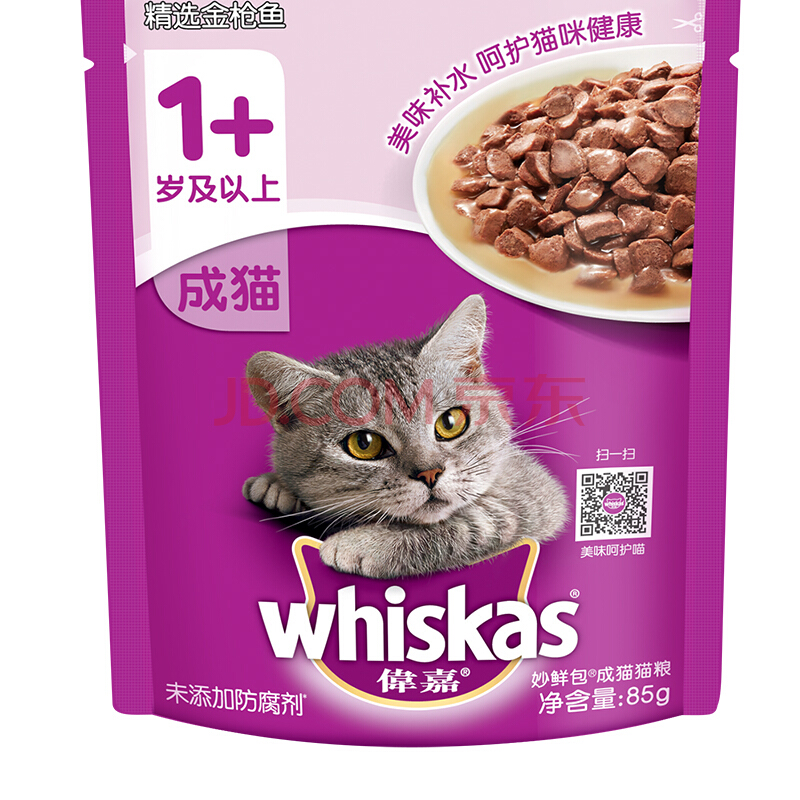 精选金枪鱼
美味补水 呵护猫咪健康
1+
岁及以上
成猫
JD.COM 京东
扫一扫
美味呵护喵
whiskas®
偉嘉®
未添加防腐剂*
妙鲜包®成猫猫粮
净含量:85g